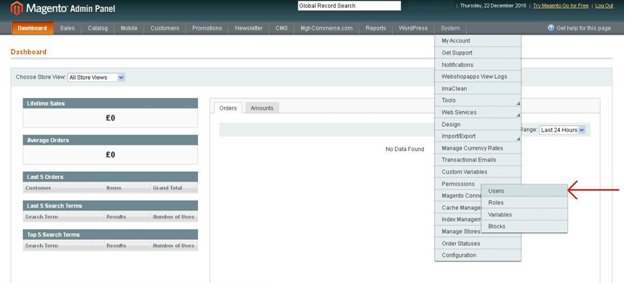 Magento® Admin Panel
Global Record Search
| Thursday, 22 December 2016 | Try Magento Go for Free | Log Out
Dashboard Sales Catalog Mobile Customers Promotions Newsletter CMS Mgt-Commerce.com Reports WordPress System Get help for this page
My Account
Get Support
Notifications
Webshopapps View Logs
ImaClean
Tools
Web Services
Design
Import/Export
Manage Currency Rates
Transactional Emails
Custom Variables
Permissions
Magento Conne
Cache Manage
Index Manageme
Manage Stores
Order Statuses
Configuration
Users
Roles
Variables
Blocks
Dashboard
Choose Store View: All Store Views
Lifetime Sales
£0
Average Orders
£0
Last 5 Orders
Customer Items Grand Total
Last 5 Search Terms
Search Term Results Number of Uses
Top 5 Search Terms
Search Term Results Number of Uses
Orders Amounts
Range: Last 24 Hours
No Data Found